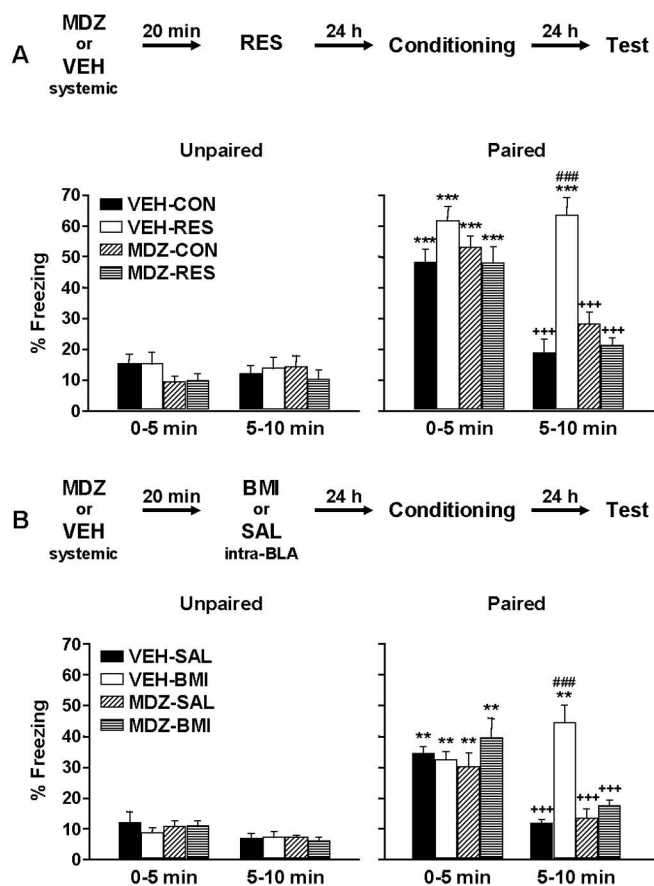 A
MDZ or VEH systemic
20 min
RES
24 h
Conditioning
24 h
Test
Unpaired
Paired
% Freezing
70
60
50
40
30
20
10
0
VEH-CON
VEH-RES
MDZ-CON
MDZ-RES
***
***
***
***
###
***
+++
+++
+++
0-5 min
5-10 min
0-5 min
5-10 min
B
MDZ or VEH systemic
20 min
BMI or SAL intra-BLA
24 h
Conditioning
24 h
Test
Unpaired
Paired
% Freezing
70
60
50
40
30
20
10
0
VEH-SAL
VEH-BMI
MDZ-SAL
MDZ-BMI
**
**
**
**
###
**
+++
+++
+++
0-5 min
5-10 min
0-5 min
5-10 min